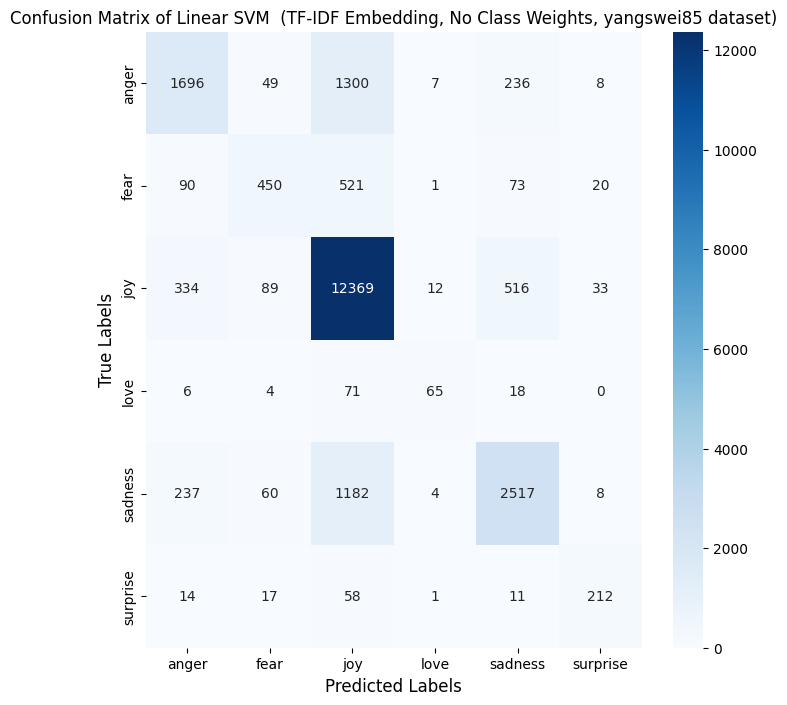 Confusion Matrix of Linear SVM  (TF-IDF Embedding, No Class Weights, yangswei85 dataset)
True Labels
anger 1696 49 1300 7 236 8
fear 90 450 521 1 73 20
joy 334 89 12369 12 516 33
love 6 4 71 65 18 0
sadness 237 60 1182 4 2517 8
surprise 14 17 58 1 11 212
anger fear joy love sadness surprise
Predicted Labels
12000
10000
8000
6000
4000
2000
0